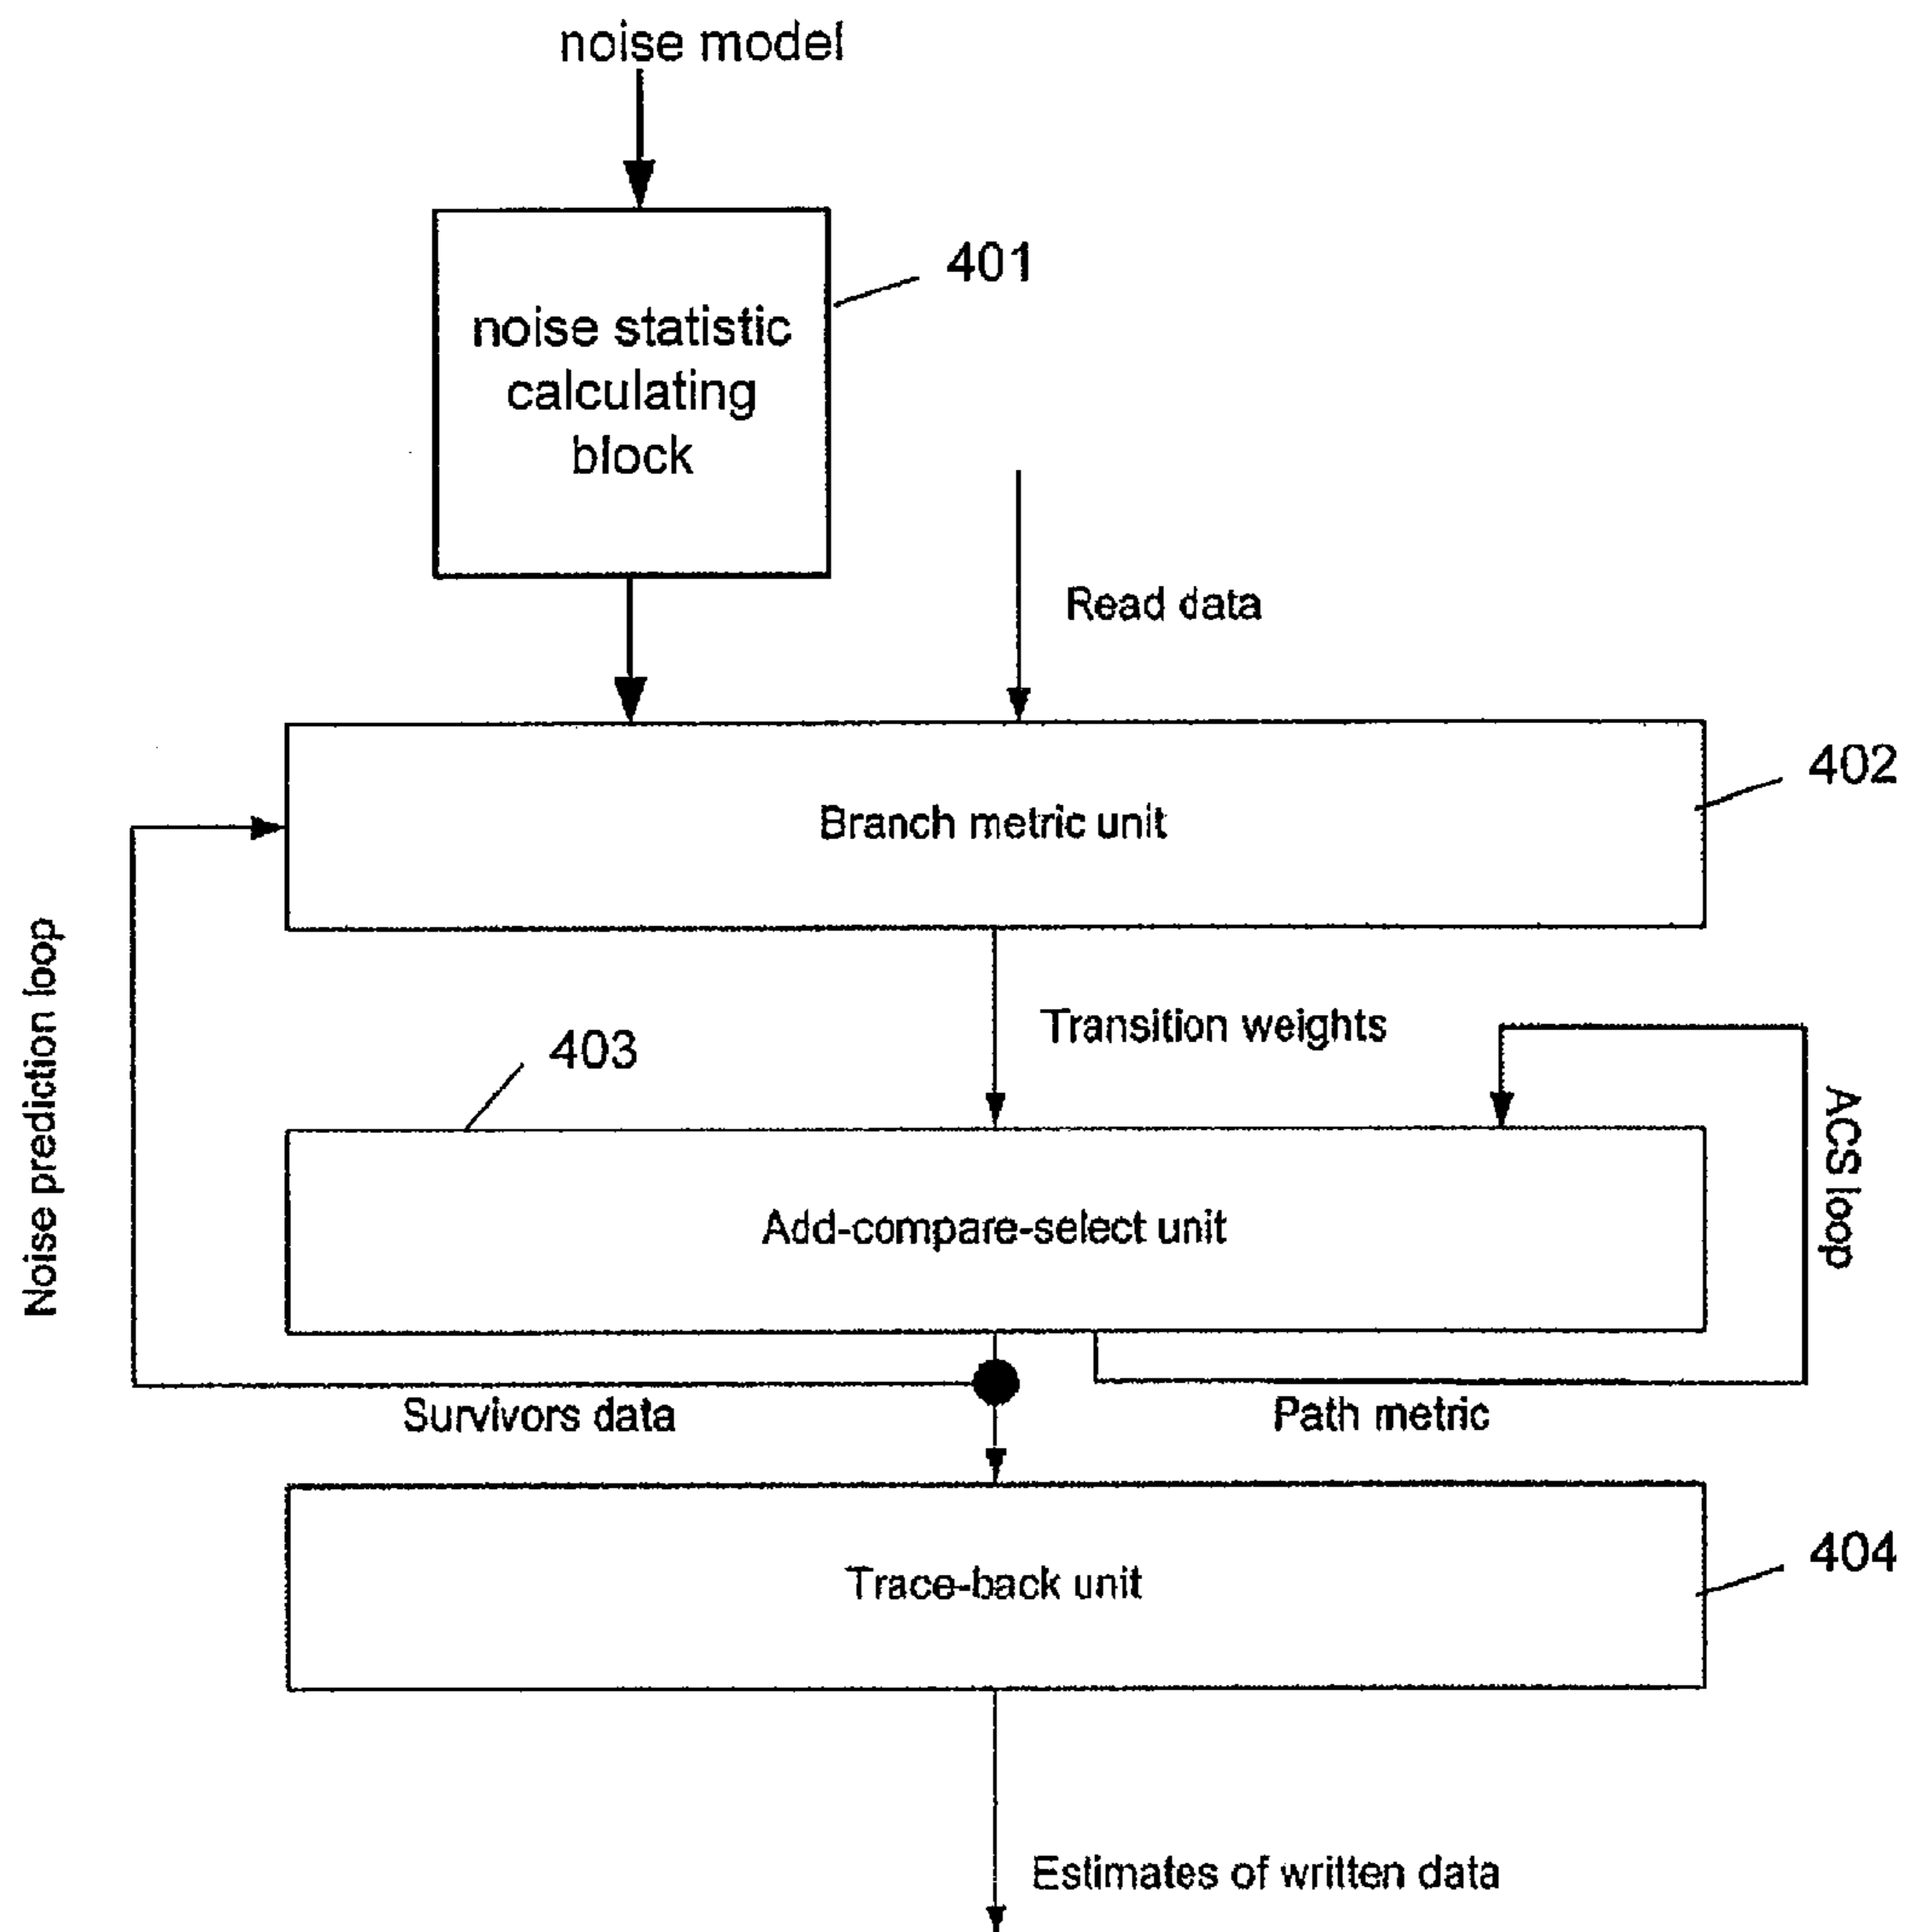 noise model
noise statistic
calculating
block
401
Read data
Branch metric unit
402
Transition weights
403
Noise prediction loop
ACS loop
Add-compare-select unit
Survivors data
Path metric
Trace-back unit
404
Estimates of written data